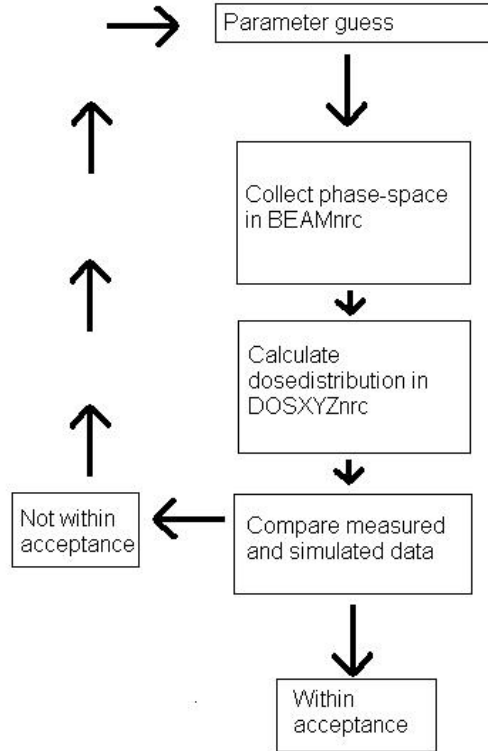 Parameter guess
Collect phase-space
in BEAMnrc
Calculate
dosedistribution in
DOSXYZnrc
Compare measured
and simulated data
Not within
acceptance
Within
acceptance